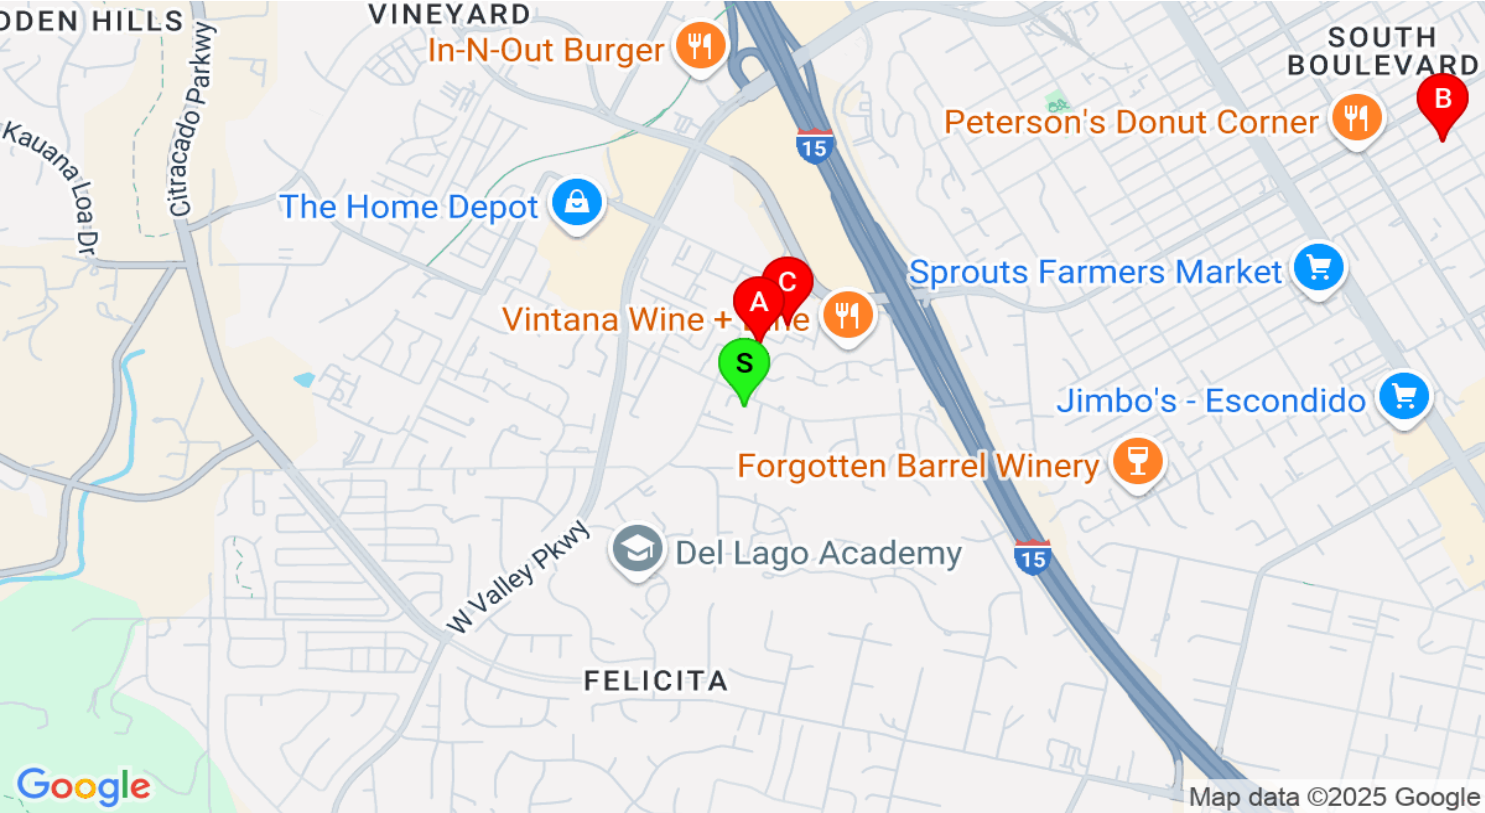 DDEN HILLS
VINEYARD
In-N-Out Burger
Citracado Parkwy
SOUTH
BOULEVARD
B
Peterson's Donut Corner
15
Kauana Loa Dr
The Home Depot
Sprouts Farmers Market
C
A
Vintana Wine +
ne
S
Jimbo's - Escondido
Forgotten Barrel Winery
Del Lago Academy
15
W Valley Pkwy
FELICITA
Google
Map data ©2025 Google